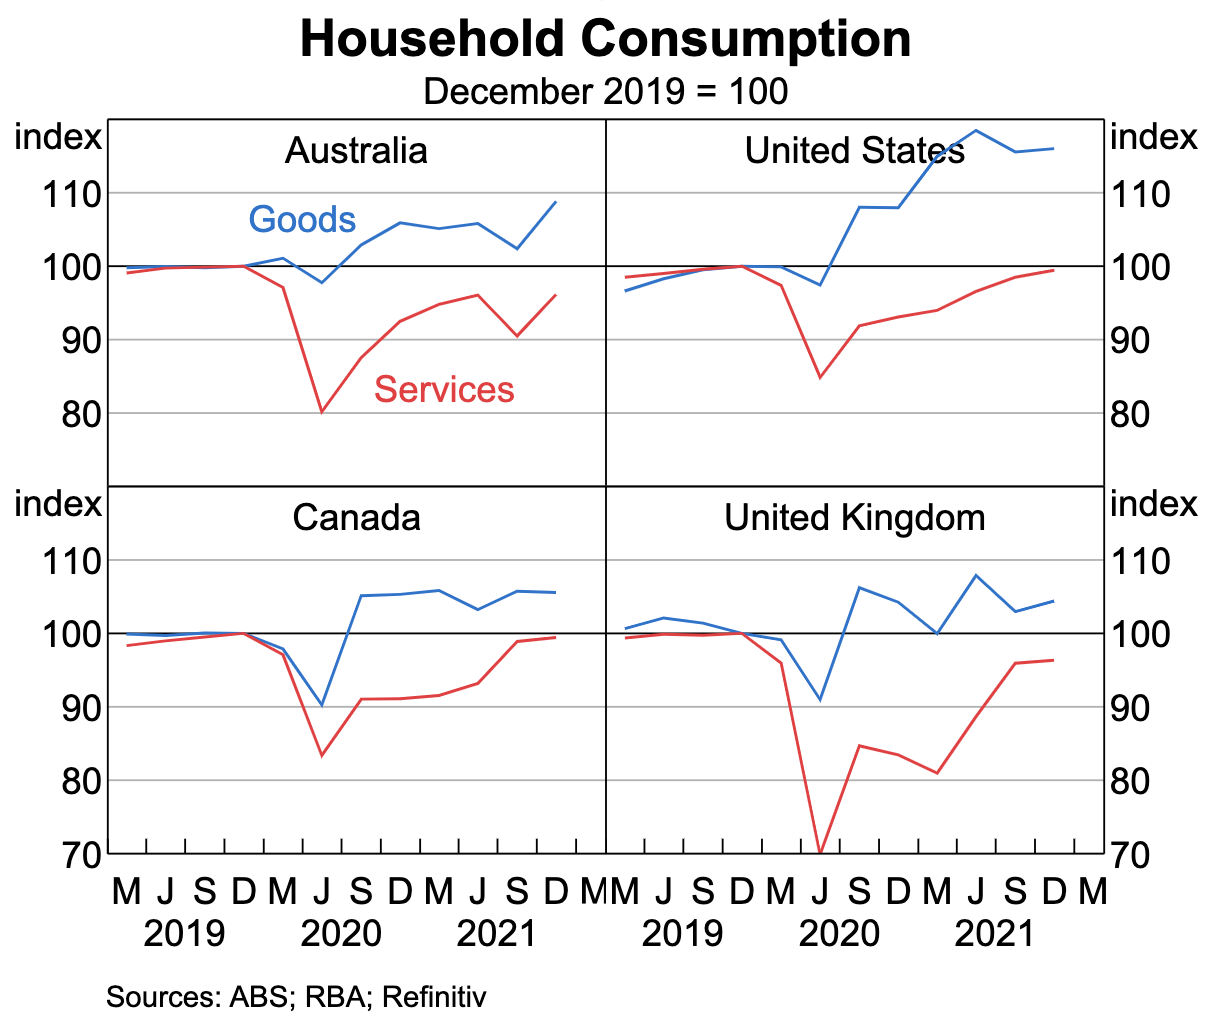 Household Consumption
December 2019 = 100
index Australia United States index
110 Goods 110
100 100
90 90
Services
80 80
index Canada United Kingdom index
110 110
100 100
90 90
80 80
70 70
M J S D M J S D M J S D M M J S D M J S D M J S D M
2019 2020 2021 2019 2020 2021
Sources: ABS; RBA; Refinitiv